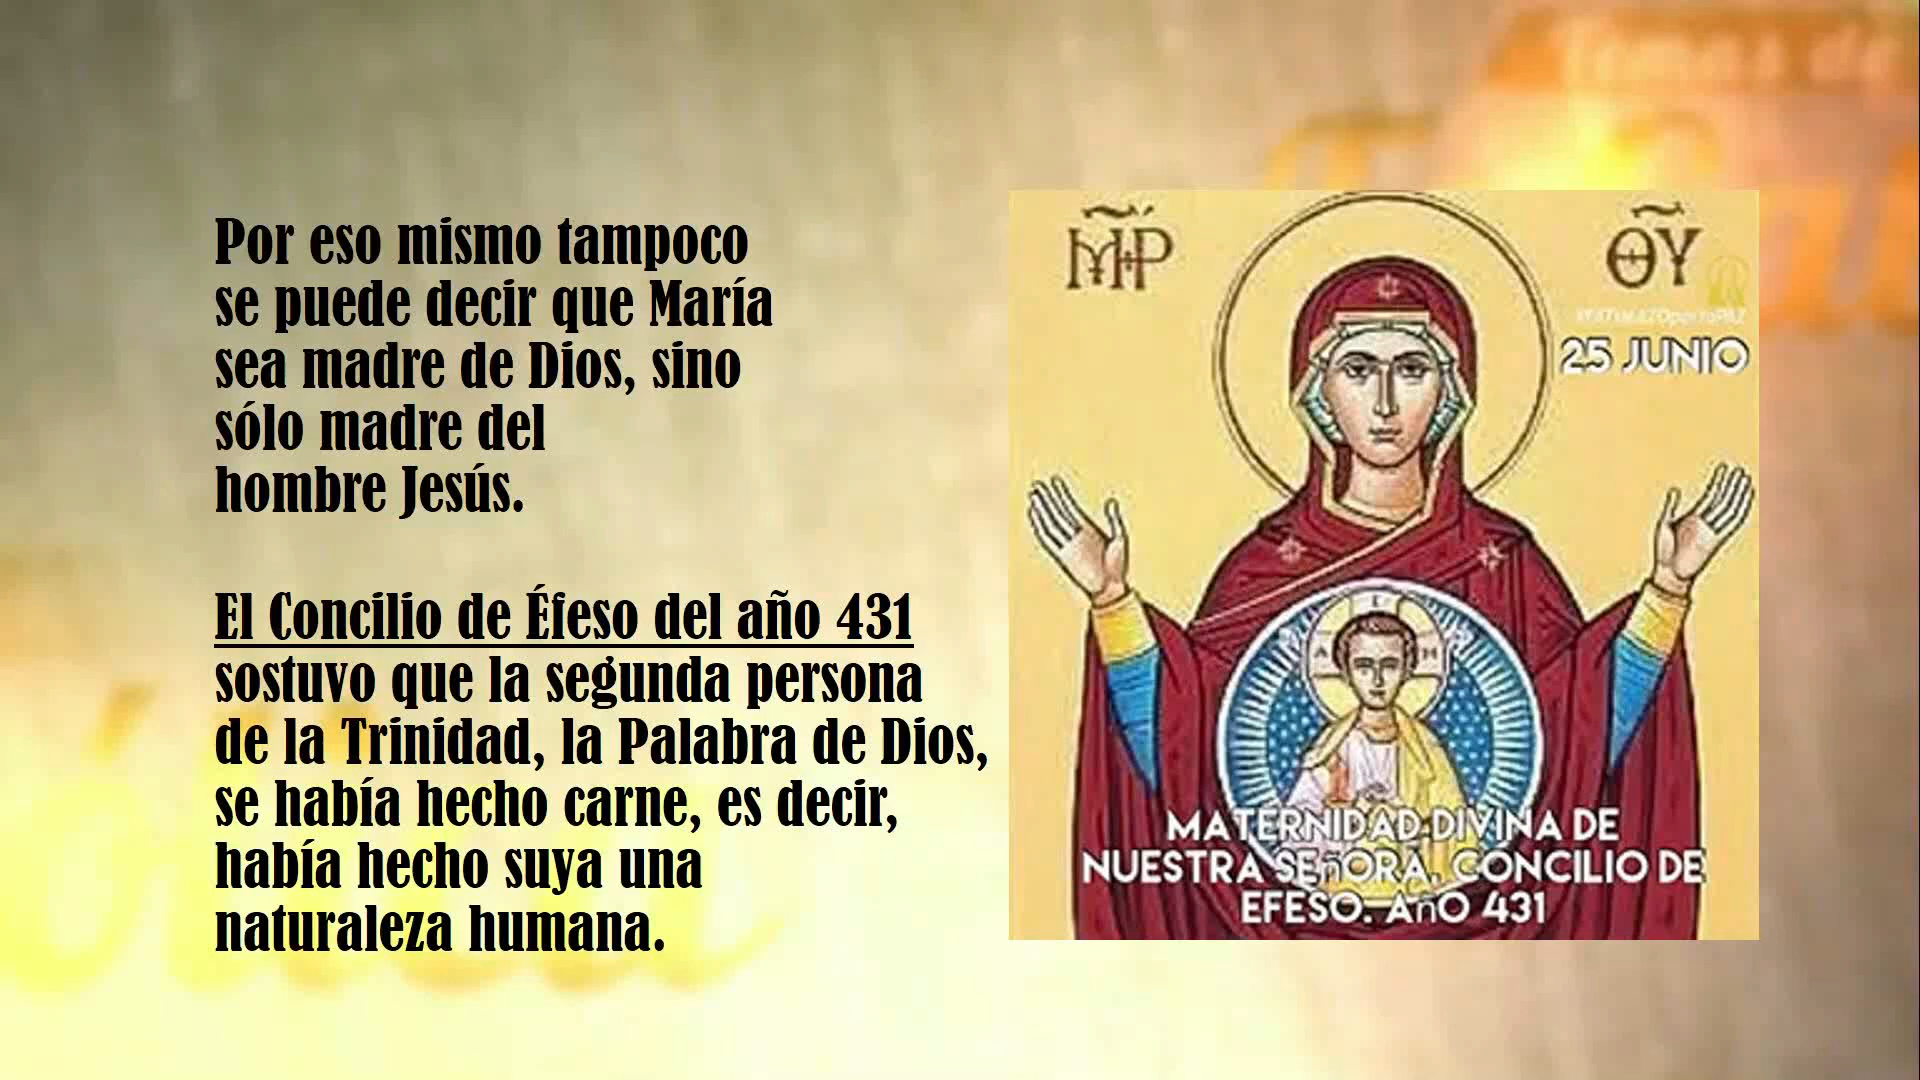 Temas de
Por eso mismo tampoco
se puede decir que María
sea madre de Dios, sino
sólo madre del
hombre Jesús.
El Concilio de Éfeso del año 431
sostuvo que la segunda persona
de la Trinidad, la Palabra de Dios,
se había hecho carne, es decir,
había hecho suya una
naturaleza humana.
ΜΡ ΘΥ
25 JUNIO
MATERNIDAD DIVINA DE
NUESTRA SEñORA. CONCILIO DE
EFESO. AñO 431